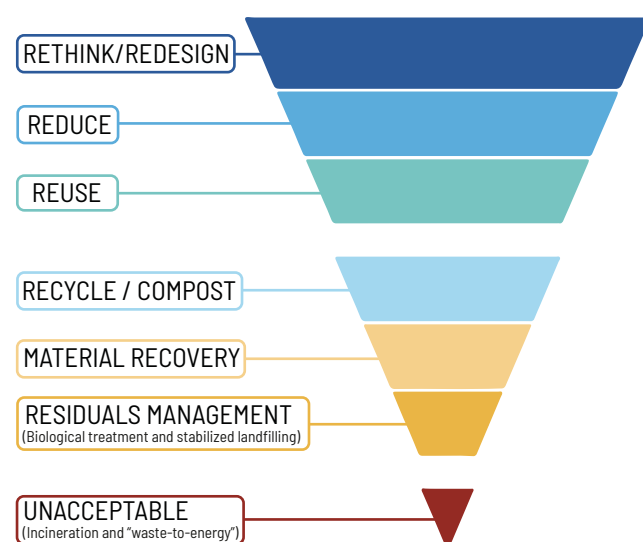 RETHINK/REDESIGN
REDUCE
REUSE
RECYCLE / COMPOST
MATERIAL RECOVERY
RESIDUALS MANAGEMENT
(Biological treatment and stabilized landfilling)
UNACCEPTABLE
(Incineration and “waste-to-energy”)